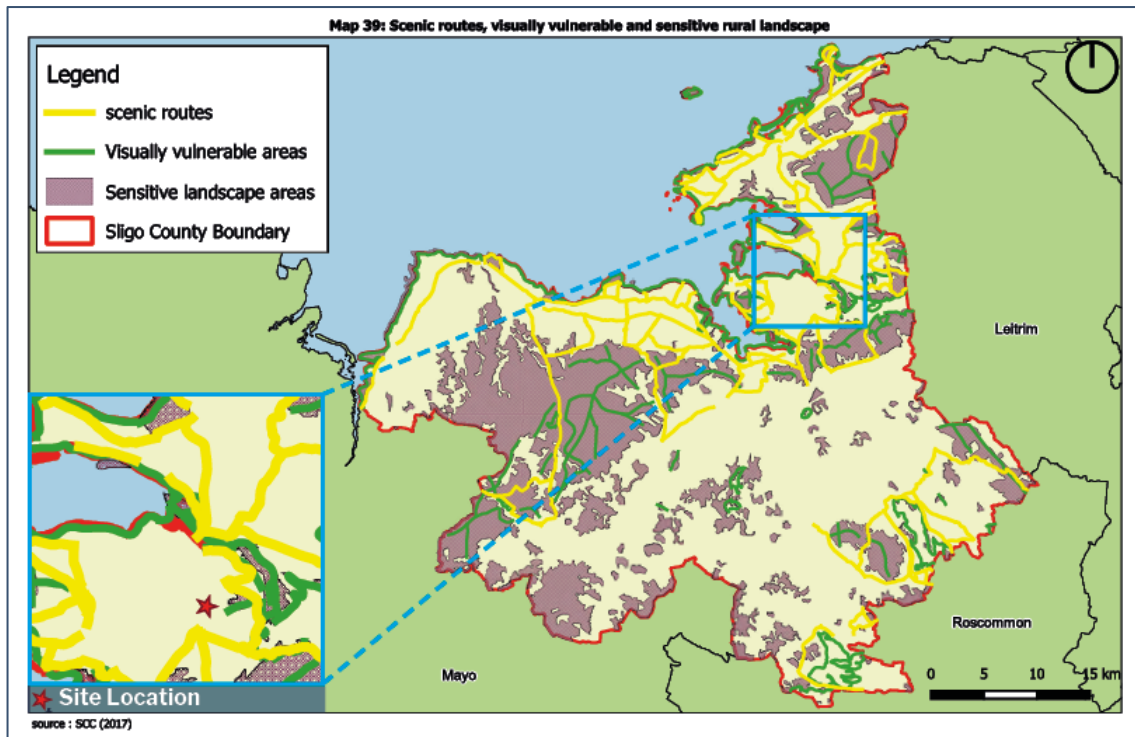 Map 39: Scenic routes, visually vulnerable and sensitive rural landscape
Legend
scenic routes
Visually vulnerable areas
Sensitive landscape areas
Sligo County Boundary
Leitrim
Roscommon
Mayo
0 5 10 15 km
Site Location
source : SCC (2017)